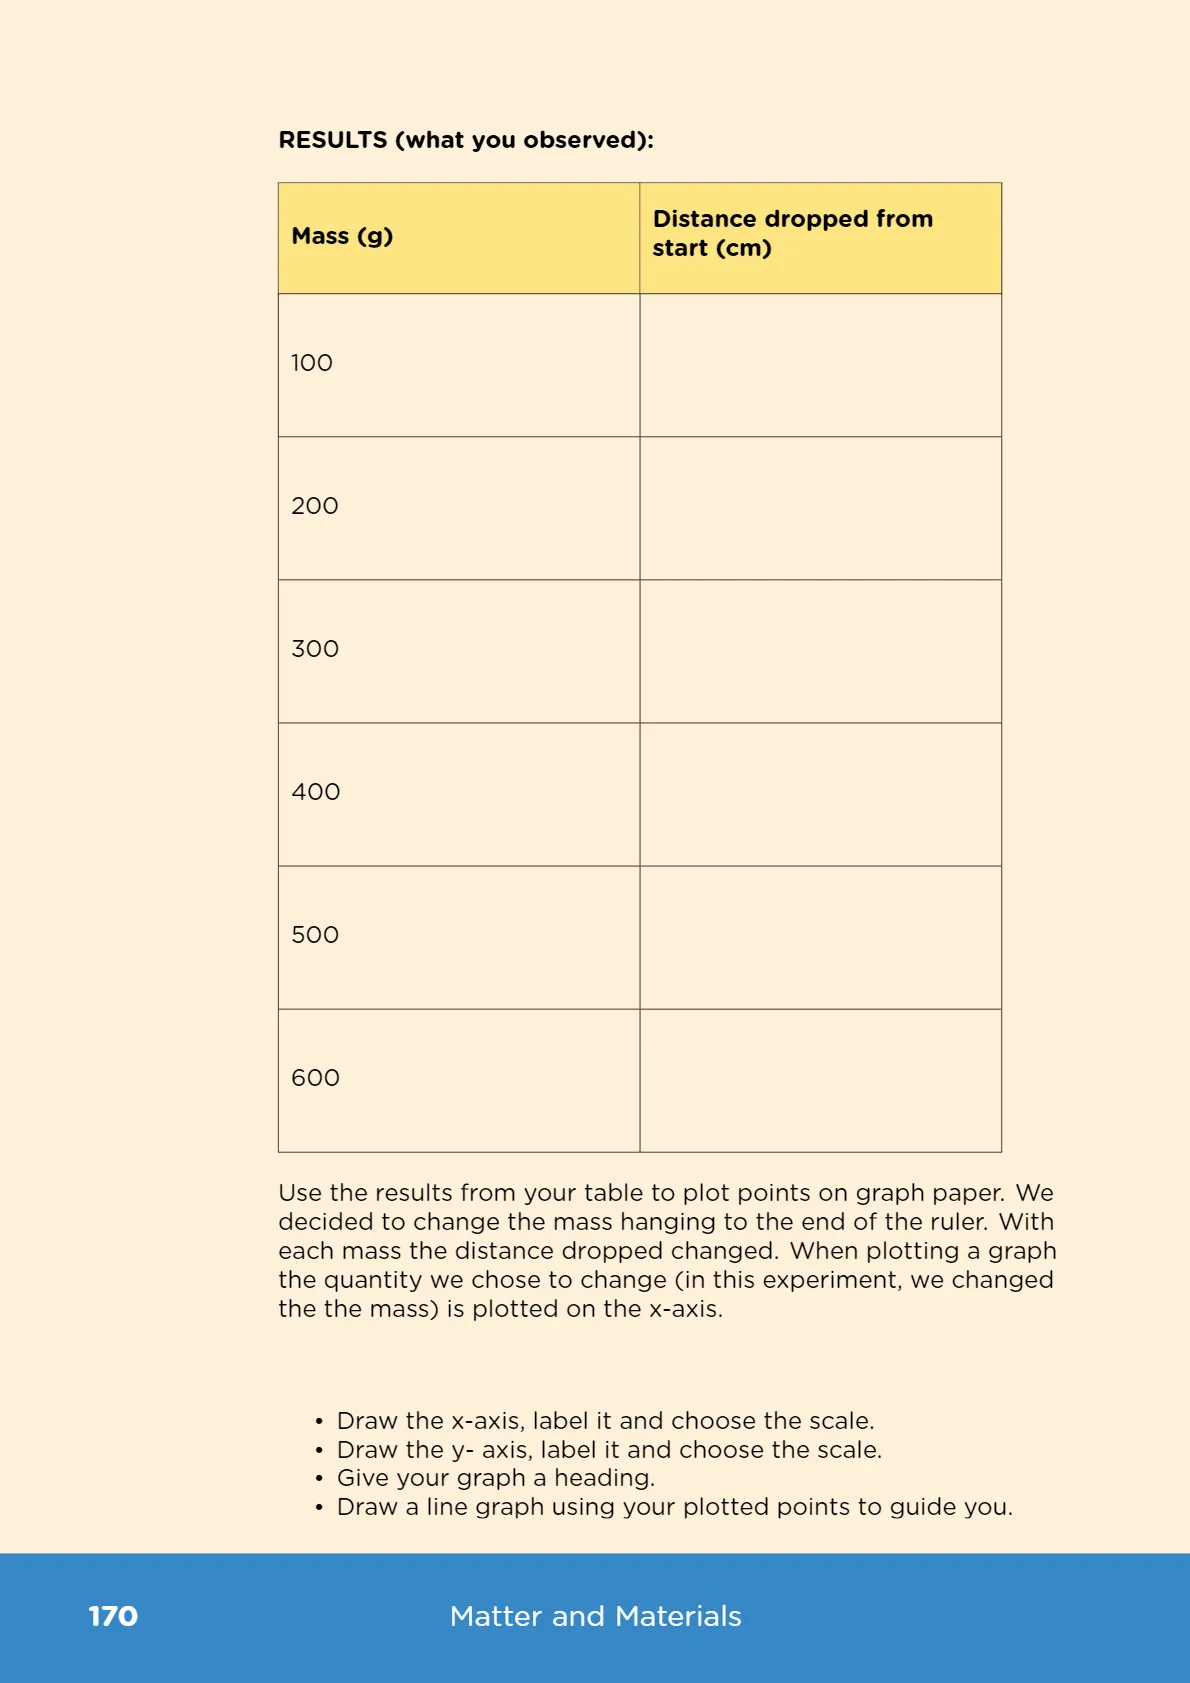 RESULTS (what you observed):
Mass (g)
Distance dropped from
start (cm)
100
200
300
400
500
600
Use the results from your table to plot points on graph paper. We
decided to change the mass hanging to the end of the ruler. With
each mass the distance dropped changed. When plotting a graph
the quantity we chose to change (in this experiment, we changed
the the mass) is plotted on the x-axis.
• Draw the x-axis, label it and choose the scale.
• Draw the y- axis, label it and choose the scale.
• Give your graph a heading.
• Draw a line graph using your plotted points to guide you.
170
Matter and Materials